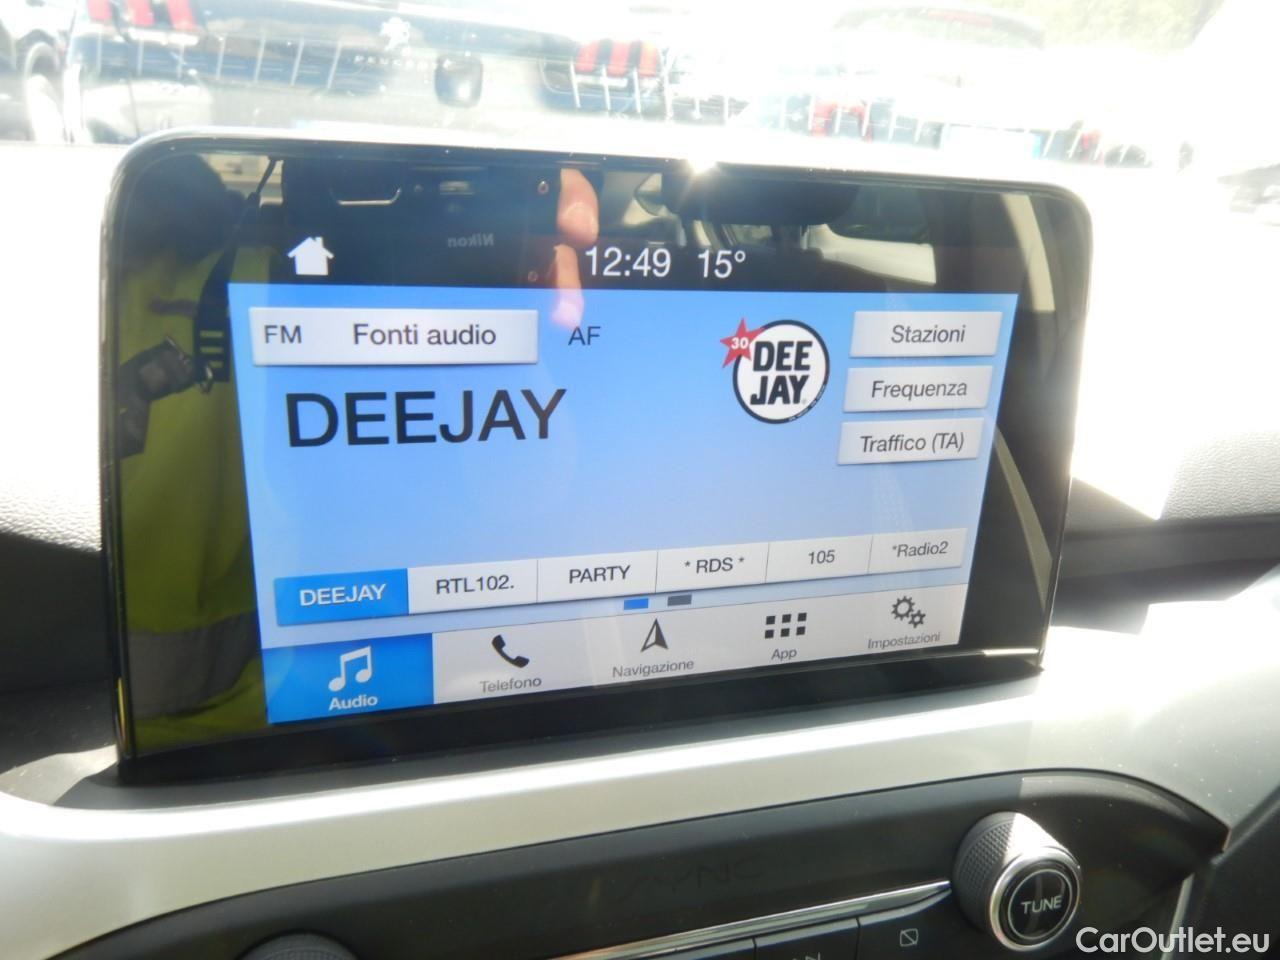 PEUGEOT
Nikon
12:49 15°
FM Fonti audio AF
30
DEE
JAY
Stazioni
DEEJAY
Frequenza
Traffico (TA)
DEEJAY RTL102. PARTY * RDS * 105 *Radio2
Audio Telefono Navigazione App Impostazioni
SYNC
TUNE
CarOutlet.eu